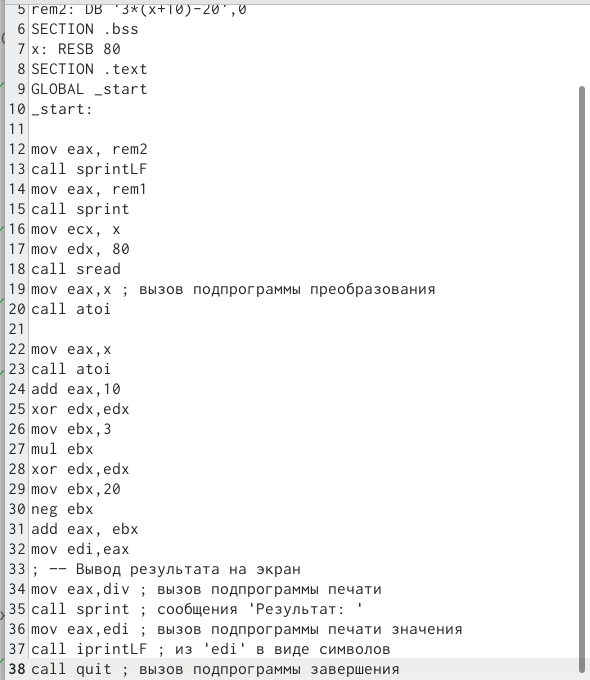 5 rem2: DB '3*(x+10)-20',0
6 SECTION .bss
7 x: RESB 80
8 SECTION .text
9 GLOBAL _start
10 _start:
11
12 mov eax, rem2
13 call sprintLF
14 mov eax, rem1
15 call sprint
16 mov ecx, x
17 mov edx, 80
18 call sread
19 mov eax,x ; вызов подпрограммы преобразования
20 call atoi
21
22 mov eax,x
23 call atoi
24 add eax,10
25 xor edx,edx
26 mov ebx,3
27 mul ebx
28 xor edx,edx
29 mov ebx,20
30 neg ebx
31 add eax, ebx
32 mov edi,eax
33 ; -- Вывод результата на экран
34 mov eax,div ; вызов подпрограммы печати
35 call sprint ; сообщения 'Результат: '
36 mov eax,edi ; вызов подпрограммы печати значения
37 call iprintLF ; из 'edi' в виде символов
38 call quit ; вызов подпрограммы завершения